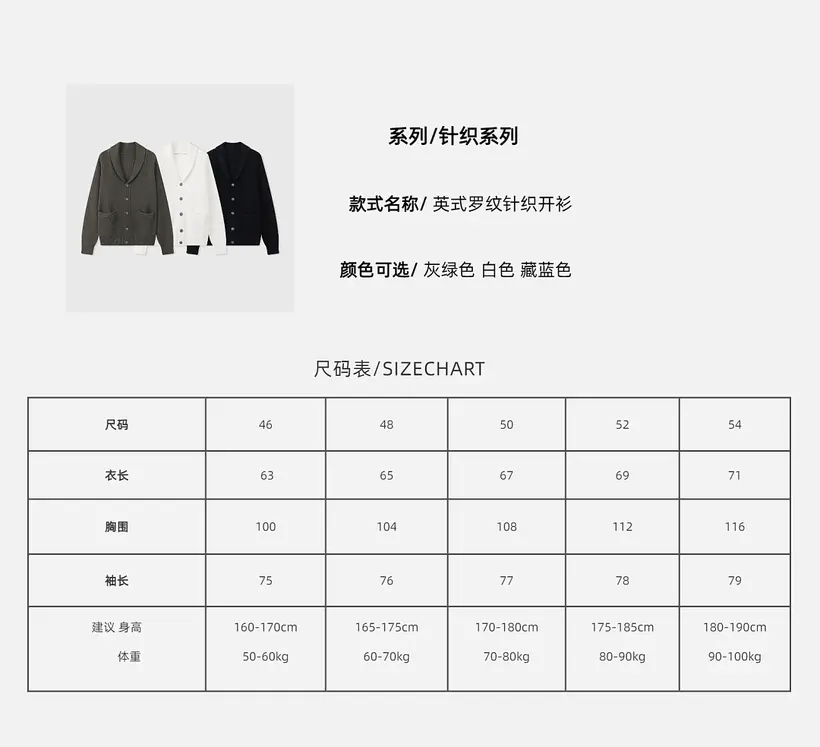 系列/针织系列
款式名称/ 英式罗纹针织开衫
颜色可选/ 灰绿色 白色 藏蓝色
尺码表/SIZECHART
尺码 46 48 50 52 54
衣长 63 65 67 69 71
胸围 100 104 108 112 116
袖长 75 76 77 78 79
建议 身高 160-170cm 165-175cm 170-180cm 175-185cm 180-190cm
体重 50-60kg 60-70kg 70-80kg 80-90kg 90-100kg